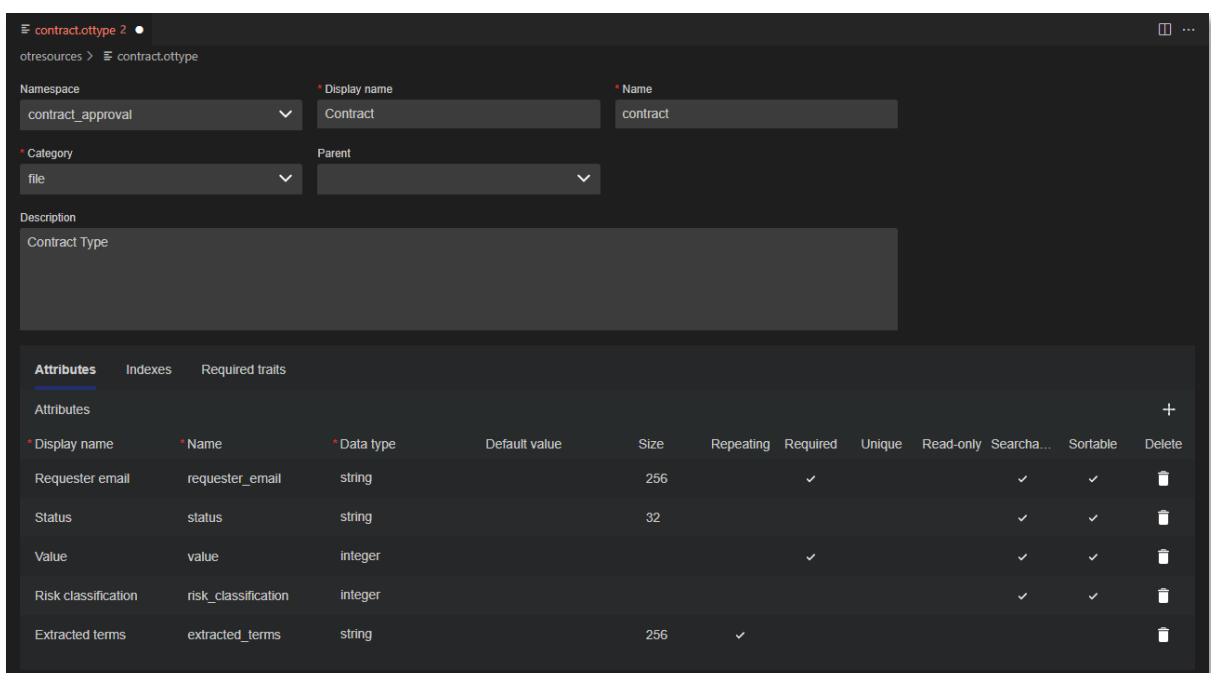 contract.ottype 2
otresources > contract.ottype
Namespace * Display name * Name
contract_approval Contract contract
* Category Parent
file
Description
Contract Type
Attributes Indexes Required traits
Attributes
* Display name * Name * Data type Default value Size Repeating Required Unique Read-only Searcha... Sortable Delete
Requester email requester_email string 256
Status status string 32
Value value integer
Risk classification risk_classification integer
Extracted terms extracted_terms string 256